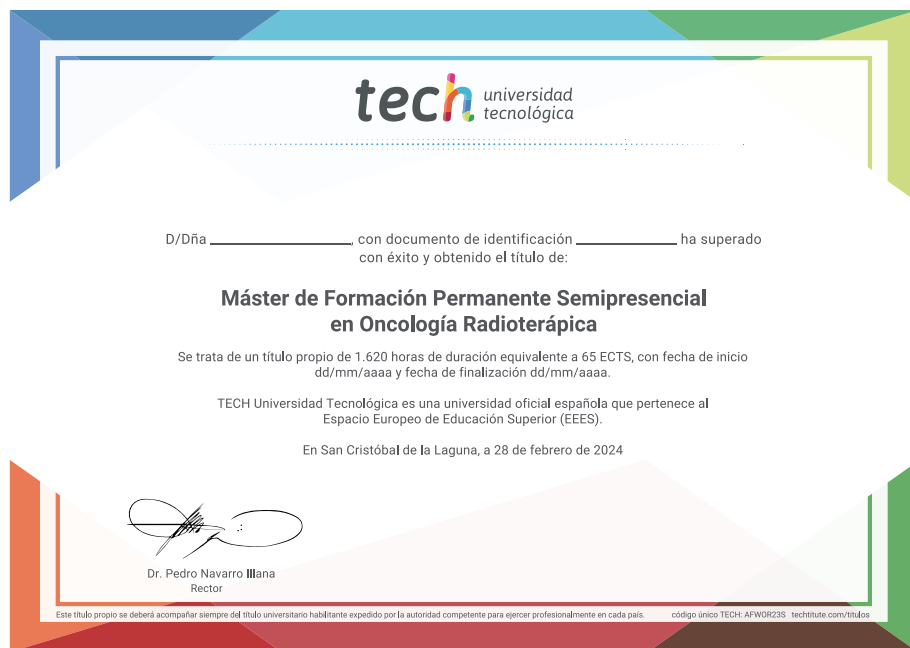 tech universidad
tecnológica
D/Dña ____________, con documento de identificación ____________ ha superado
con éxito y obtenido el título de:
Máster de Formación Permanente Semipresencial
en Oncología Radioterápica
Se trata de un título propio de 1.620 horas de duración equivalente a 65 ECTS, con fecha de inicio
dd/mm/aaaa y fecha de finalización dd/mm/aaaa.
TECH Universidad Tecnológica es una universidad oficial española que pertenece al
Espacio Europeo de Educación Superior (EEES).
En San Cristóbal de la Laguna, a 28 de febrero de 2024
Dr. Pedro Navarro Illana
Rector
Este título propio se deberá acompañar siempre del título universitario habilitante expedido por la autoridad competente para ejercer profesionalmente en cada país. código único TECH: AFWOR23S techtitute.com/titulos